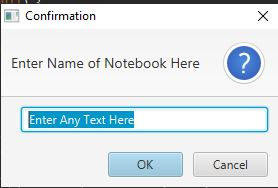 Confirmation
Enter Name of Notebook Here
?
Enter Any Text Here
OK
Cancel